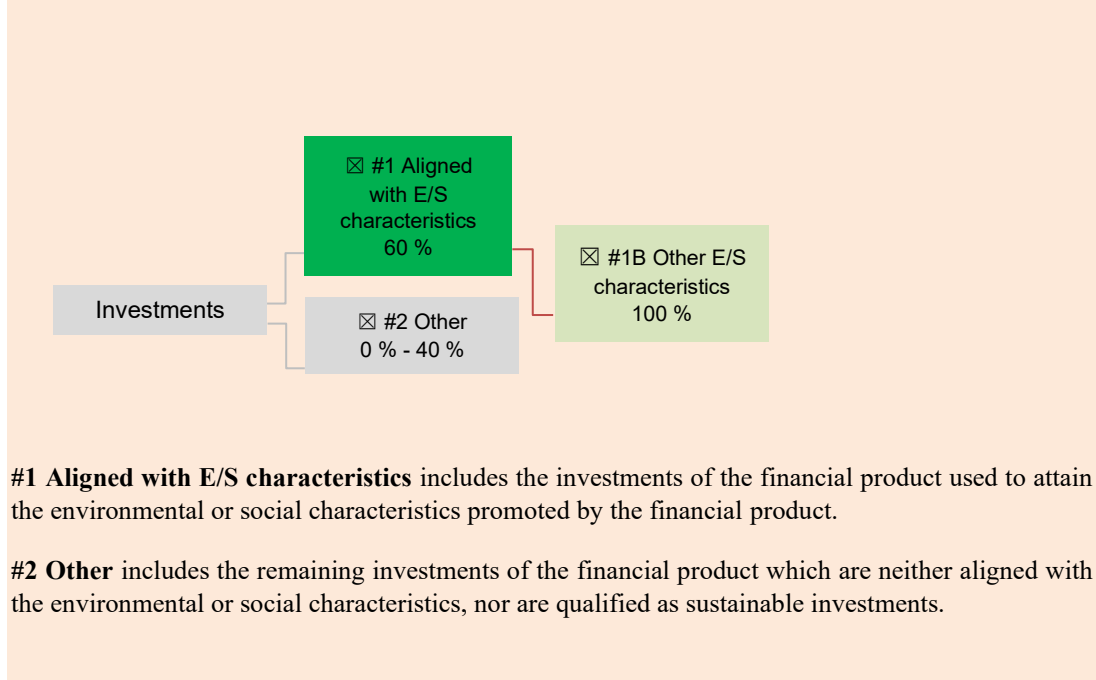 ☒ #1 Aligned
with E/S
characteristics
60 %
☒ #1B Other E/S
characteristics
100 %
Investments
☒ #2 Other
0 % - 40 %
#1 Aligned with E/S characteristics includes the investments of the financial product used to attain
the environmental or social characteristics promoted by the financial product.
#2 Other includes the remaining investments of the financial product which are neither aligned with
the environmental or social characteristics, nor are qualified as sustainable investments.